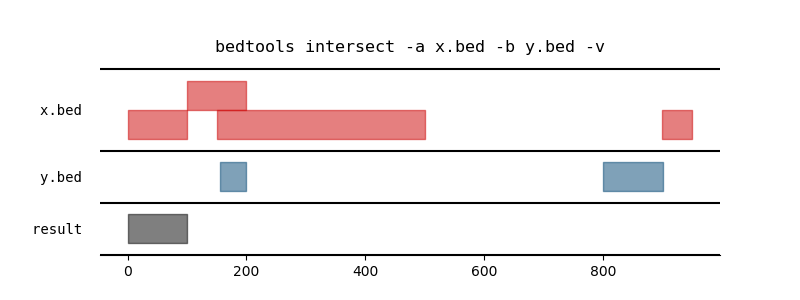 bedtools intersect -a x.bed -b y.bed -v
x.bed
y.bed
result
0 200 400 600 800